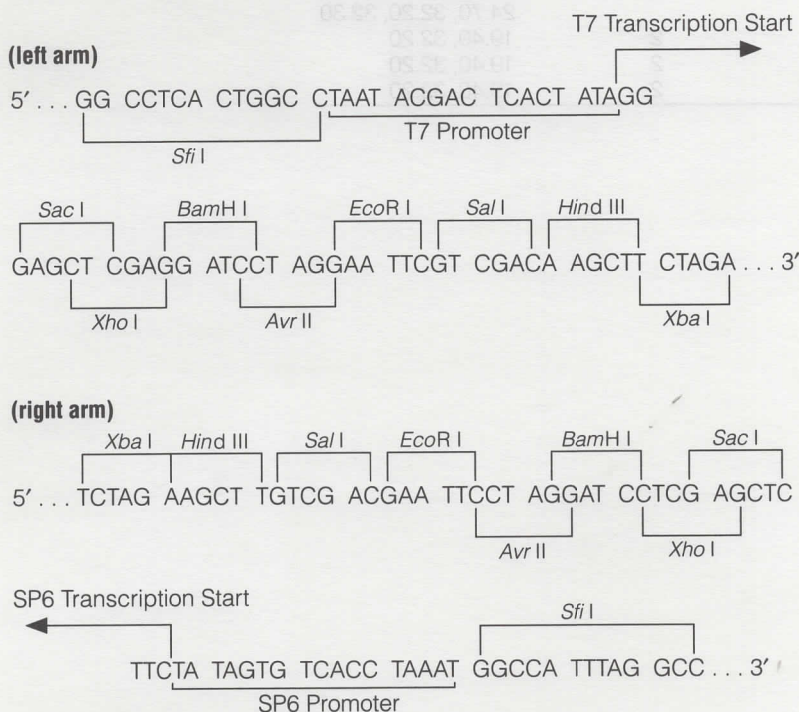 T7 Transcription Start
(left arm)
5′ . . . GG CCTCA CTGGC CTAAT ACGAC TCACT ATAGG
T7 Promoter
Sfi I
Sac I BamH I EcoR I Sal I Hind III
GAGCT CGAGG ATCCT AGGAA TTCGT CGACA AGCTT CTAGA . . . 3′
Xho I Avr II Xba I
(right arm)
Xba I Hind III Sal I EcoR I BamH I Sac I
5′ . . . TCTAG AAGCT TGTCG ACGAA TTCCT AGGAT CCTCG AGCTC
Avr II Xho I
SP6 Transcription Start
Sfi I
TTCTA TAGTG TCACC TAAAT GGCCA TTTAG GCC . . . 3′
SP6 Promoter